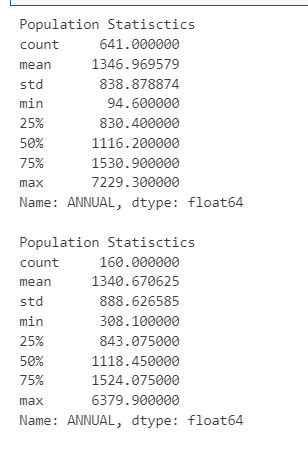 Population Statisctics
count     641.000000
mean     1346.969579
std       838.878874
min        94.600000
25%       830.400000
50%      1116.200000
75%      1530.900000
max      7229.300000
Name: ANNUAL, dtype: float64
Population Statisctics
count     160.000000
mean     1340.670625
std       888.626585
min       308.100000
25%       843.075000
50%      1118.450000
75%      1524.075000
max      6379.900000
Name: ANNUAL, dtype: float64